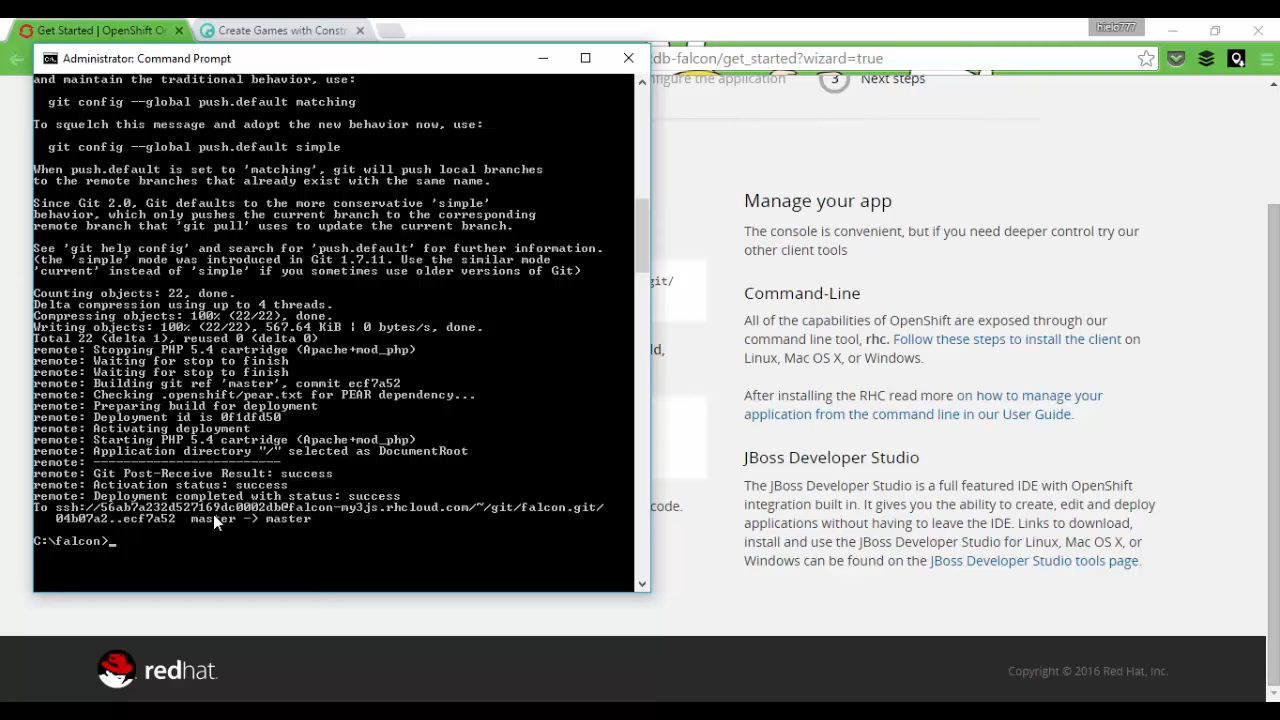 Get Started | OpenShift On
Create Games with Constr
hielo777
Administrator: Command Prompt
db-falcon/get_started?wizard=true
and maintain the traditional behavior, use:
git config --global push.default matching
To squelch this message and adopt the new behavior now, use:
git config --global push.default simple
When push.default is set to 'matching', git will push local branches
to the remote branches that already exist with the same name.
Since Git 2.0, Git defaults to the more conservative 'simple'
behavior, which only pushes the current branch to the corresponding
remote branch that 'git pull' uses to update the current branch.
See 'git help config' and search for 'push.default' for further information.
(the 'simple' mode was introduced in Git 1.7.11. Use the similar mode
'current' instead of 'simple' if you sometimes use older versions of Git)
Counting objects: 22, done.
Delta compression using up to 4 threads.
Compressing objects: 100% (22/22), done.
Writing objects: 100% (22/22), 567.64 KiB | 0 bytes/s, done.
Total 22 (delta 1), reused 0 (delta 0)
remote: Stopping PHP 5.4 cartridge (Apache+mod_php)
remote: Waiting for stop to finish
remote: Waiting for stop to finish
remote: Building git ref 'master', commit ecf7a52
remote: Checking .openshift/pear.txt for PEAR dependency...
remote: Preparing build for deployment
remote: Deployment id is 0f1dfd50
remote: Activating deployment
remote: Starting PHP 5.4 cartridge (Apache+mod_php)
remote: Application directory "/" selected as DocumentRoot
remote: -------------------------
remote: Git Post-Receive Result: success
remote: Activation status: success
remote: Deployment completed with status: success
To ssh://56ab7a232d527169dc0002db@falcon-my3js.rhcloud.com/~/git/falcon.git/
04b07a2..ecf7a52 master -> master
C:\falcon>_
configure the application
3 Next steps
git/
ld,
code.
Manage your app
The console is convenient, but if you need deeper control try our
other client tools
Command-Line
All of the capabilities of OpenShift are exposed through our
command line tool, rhc. Follow these steps to install the client on
Linux, Mac OS X, or Windows.
After installing the RHC read more on how to manage your
application from the command line in our User Guide.
JBoss Developer Studio
The JBoss Developer Studio is a full featured IDE with OpenShift
integration built in. It gives you the ability to create, edit and deploy
applications without having to leave the IDE. Links to download,
install and use the JBoss Developer Studio for Linux, Mac OS X, or
Windows can be found on the JBoss Developer Studio tools page.
redhat.
Copyright © 2016 Red Hat, Inc.